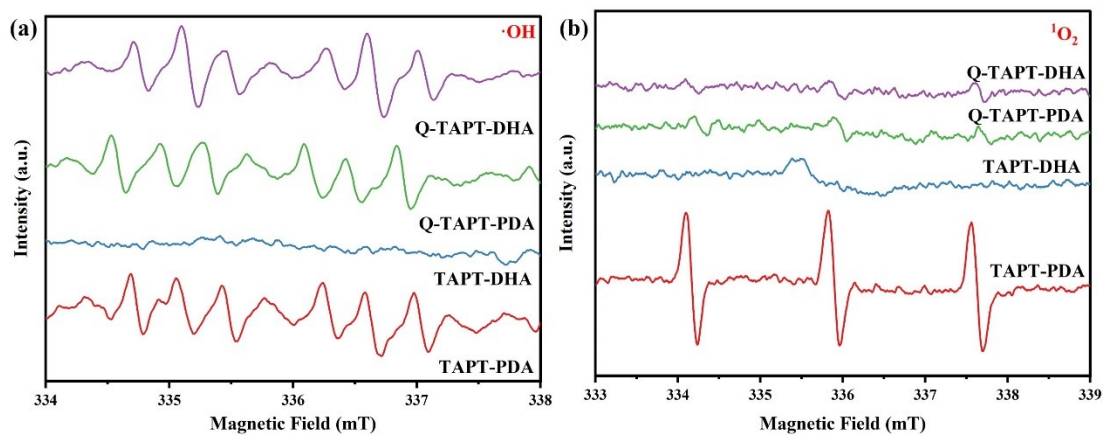 (a)
·OH
Q-TAPT-DHA
Q-TAPT-PDA
TAPT-DHA
TAPT-PDA
Intensity (a.u.)
334 335 336 337 338
Magnetic Field (mT)
(b)
¹O₂
Q-TAPT-DHA
Q-TAPT-PDA
TAPT-DHA
TAPT-PDA
Intensity (a.u.)
333 334 335 336 337 338 339
Magnetic Field (mT)